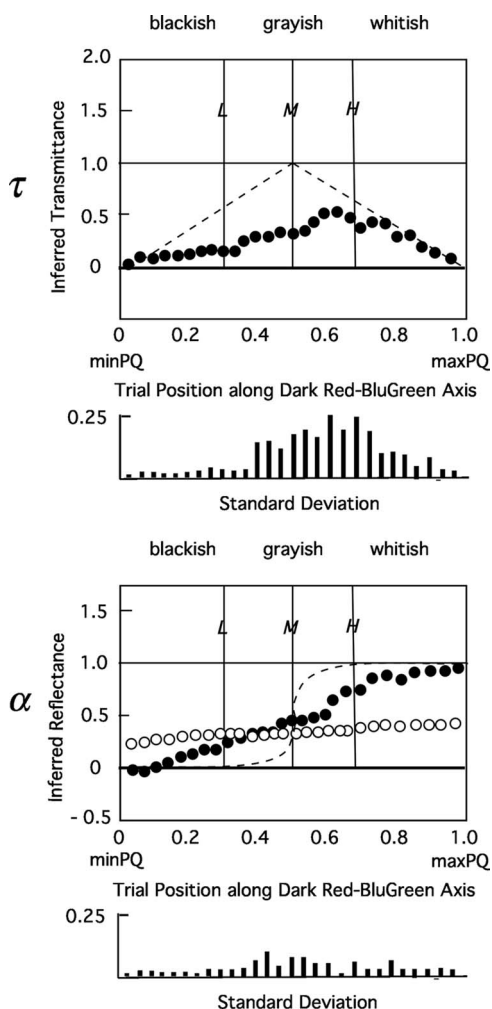 blackish grayish whitish
2.0
1.5
L M H
1.0
τ
Inferred Transmittance
0.5
0
0 0.2 0.4 0.6 0.8 1.0
minPQ maxPQ
Trial Position along Dark Red-BluGreen Axis
0.25
Standard Deviation
blackish grayish whitish
1.5
L M H
1.0
α
Inferred Reflectance
0.5
0
- 0.5
0 0.2 0.4 0.6 0.8 1.0
minPQ maxPQ
Trial Position along Dark Red-BluGreen Axis
0.25
Standard Deviation